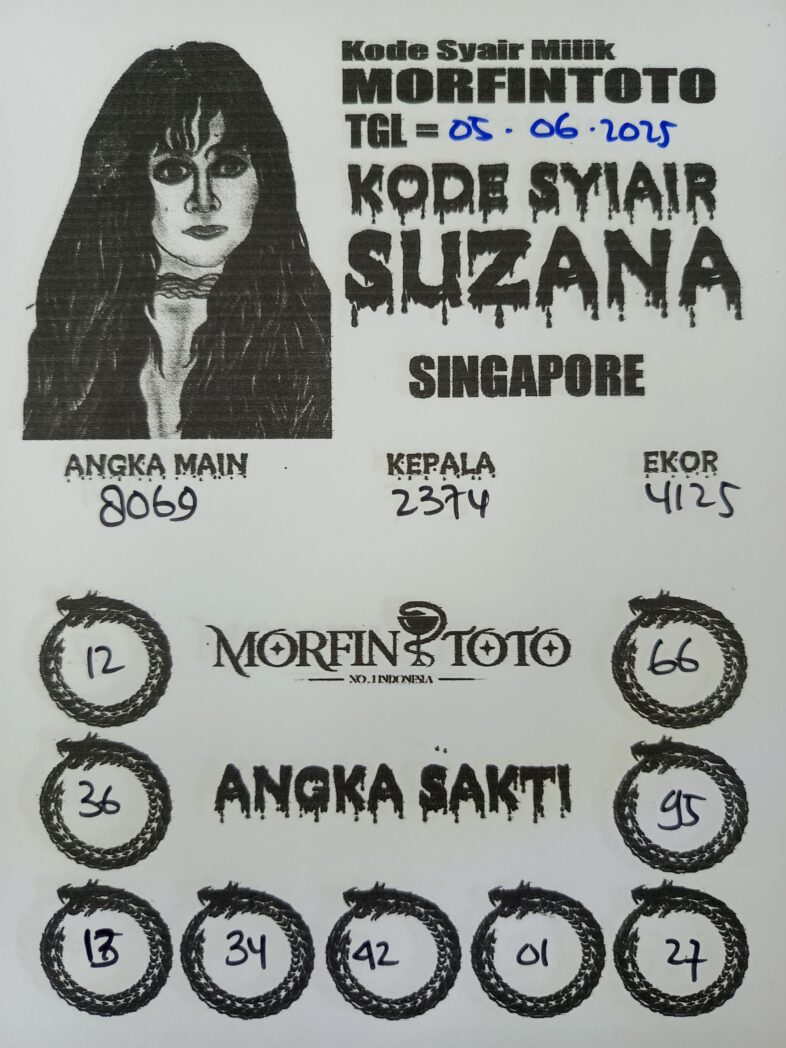 Kode Syair Milik
MORFINTOTO
TGL = 05.06.2025
KODE SYIAIR
SUZANA
SINGAPORE
ANGKA MAIN KEPALA EKOR
8069 2374 4125
12 MORFIN TOTO 66
NO.1 INDONESIA
36 ANGKA SAKTI 95
34 42 01 27